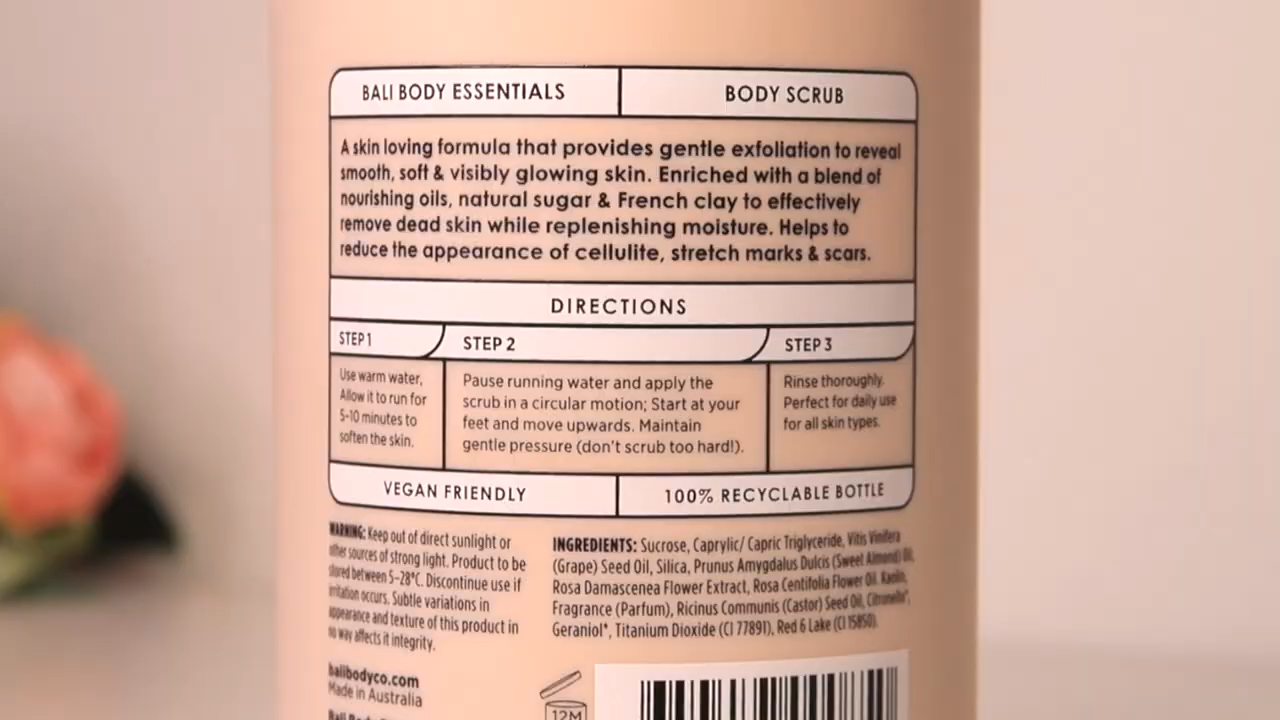 BALI BODY ESSENTIALS
BODY SCRUB
A skin loving formula that provides gentle exfoliation to reveal
smooth, soft & visibly glowing skin. Enriched with a blend of
nourishing oils, natural sugar & French clay to effectively
remove dead skin while replenishing moisture. Helps to
reduce the appearance of cellulite, stretch marks & scars.
DIRECTIONS
STEP 1
Use warm water,
Allow it to run for
5-10 minutes to
soften the skin.
STEP 2
Pause running water and apply the
scrub in a circular motion; Start at your
feet and move upwards. Maintain
gentle pressure (don't scrub too hard!).
STEP 3
Rinse thoroughly.
Perfect for daily use
for all skin types.
VEGAN FRIENDLY
100% RECYCLABLE BOTTLE
WARNING: Keep out of direct sunlight or
other sources of strong light. Product to be
stored between 5-28°C. Discontinue use if
irritation occurs. Subtle variations in
appearance and texture of this product in
no way affects it integrity.
INGREDIENTS: Sucrose, Caprylic/ Capric Triglyceride, Vitis Vinifera
(Grape) Seed Oil, Silica, Prunus Amygdalus Dulcis (Sweet Almond) Oil,
Rosa Damascenea Flower Extract, Rosa Centifolia Flower Oil, Kaolin,
Fragrance (Parfum), Ricinus Communis (Castor) Seed Oil, Citronellol*,
Geraniol*, Titanium Dioxide (CI 77891), Red 6 Lake (CI 15850).
balibodyco.com
Made in Australia
12M